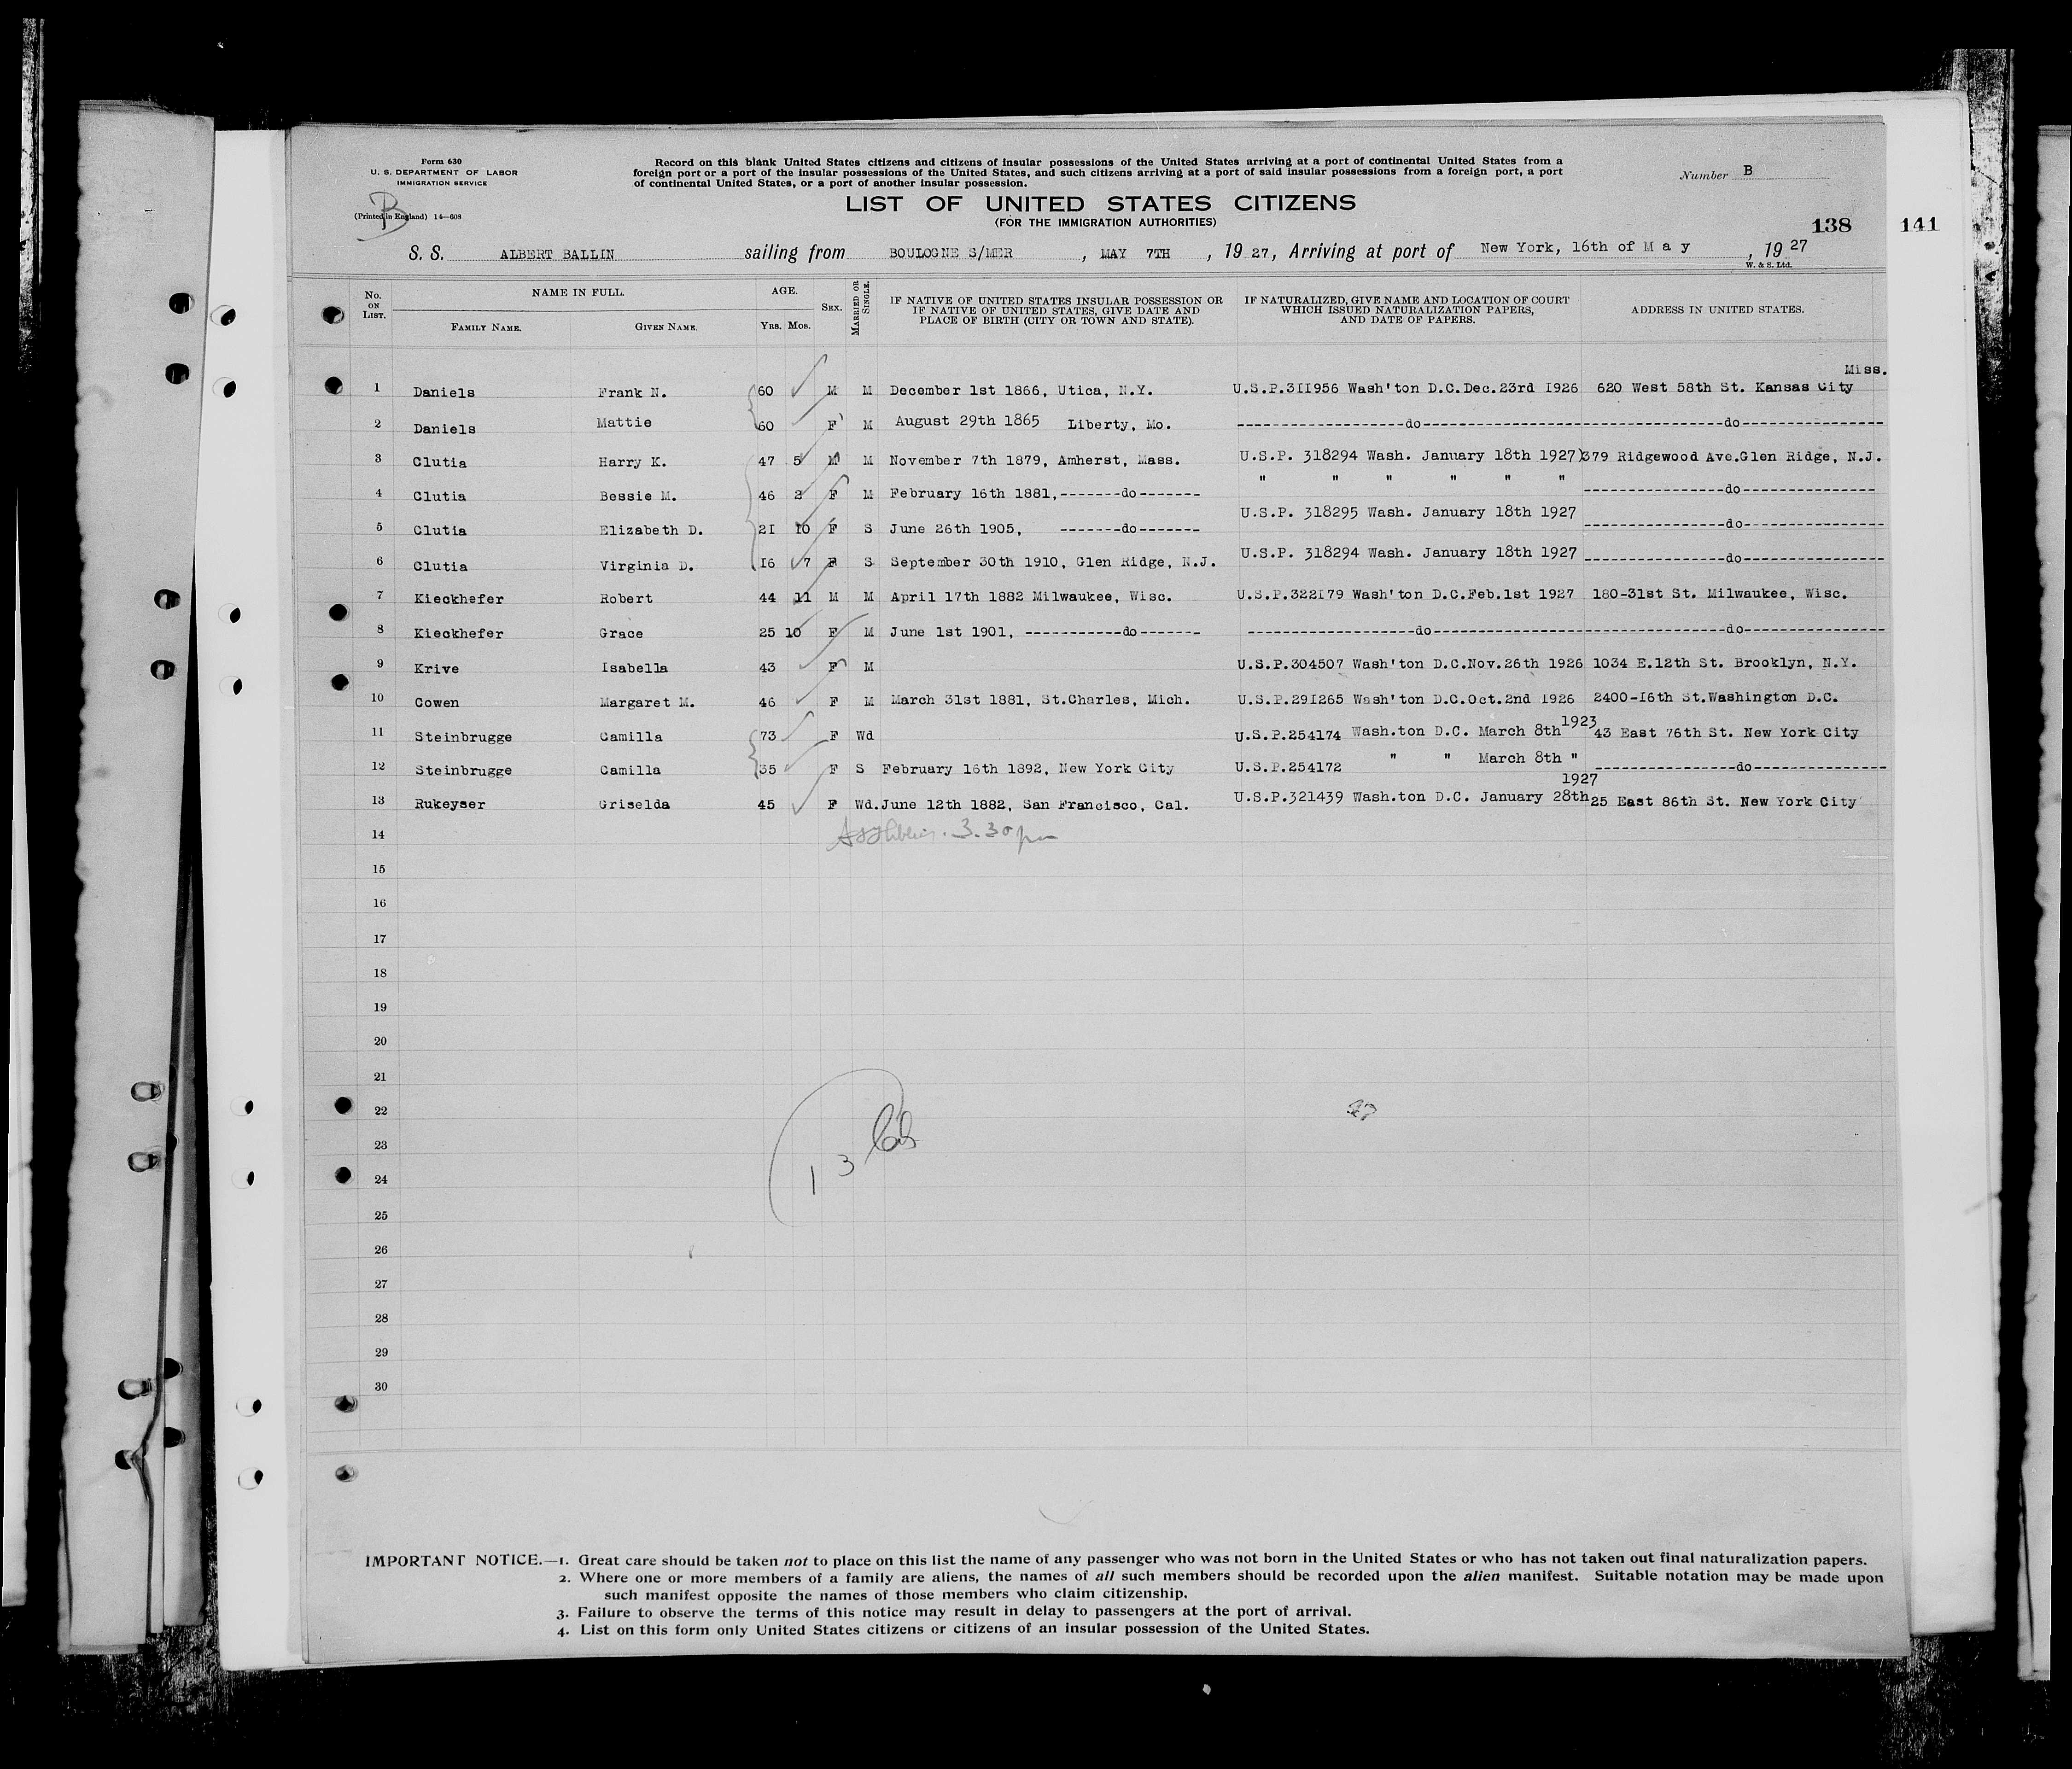 Form 630
U. S. DEPARTMENT OF LABOR
IMMIGRATION SERVICE
(Printed in England) 14—608
B
Record on this blank United States citizens and citizens of insular possessions of the United States arriving at a port of continental United States from a
foreign port or a port of the insular possessions of the United States, and such citizens arriving at a port of said insular possessions from a foreign port, a port
of continental United States, or a port of another insular possession.
Number B
LIST OF UNITED STATES CITIZENS
(FOR THE IMMIGRATION AUTHORITIES)
138 141
S. S. ALBERT BALLIN sailing from BOULOGNE S/MER , MAY 7TH , 19 27, Arriving at port of New York, 16th of M a y , 19 27
W. & S. Ltd.
No. ON LIST. NAME IN FULL. AGE. SEX. MARRIED OR SINGLE. IF NATIVE OF UNITED STATES INSULAR POSSESSION OR IF NATIVE OF UNITED STATES, GIVE DATE AND PLACE OF BIRTH (CITY OR TOWN AND STATE). IF NATURALIZED, GIVE NAME AND LOCATION OF COURT WHICH ISSUED NATURALIZATION PAPERS, AND DATE OF PAPERS. ADDRESS IN UNITED STATES.
FAMILY NAME. GIVEN NAME. YRS. MOS.
Miss.
1 Daniels Frank N. 60 M M December 1st 1866, Utica, N.Y. U.S.P.311956 Wash'ton D.C.Dec.23rd 1926 620 West 58th St. Kansas City
2 Daniels Mattie 60 F M August 29th 1865 Liberty, Mo. --------do-------- --------do--------
3 Clutia Harry K. 47 5 M M November 7th 1879, Amherst, Mass. U.S.P. 318294 Wash. January 18th 1927) 379 Ridgewood Ave.Glen Ridge, N.J.
4 Clutia Bessie M. 46 2 F M February 16th 1881,-------do------- " " " " " " --------do--------
5 Clutia Elizabeth D. 21 10 F S June 26th 1905, -------do------- U.S.P. 318295 Wash. January 18th 1927 --------do--------
6 Clutia Virginia D. 16 7 F S September 30th 1910, Glen Ridge, N.J. U.S.P. 318294 Wash. January 18th 1927 --------do--------
7 Kieckhefer Robert 44 11 M M April 17th 1882 Milwaukee, Wisc. U.S.P.322179 Wash'ton D.C.Feb.1st 1927 180-31st St. Milwaukee, Wisc.
8 Kieckhefer Grace 25 10 F M June 1st 1901, -----------do------- --------do-------- --------do--------
9 Krive Isabella 43 F M U.S.P.304507 Wash'ton D.C.Nov.26th 1926 1034 E.12th St. Brooklyn, N.Y.
10 Cowen Margaret M. 46 F M March 31st 1881, St.Charles, Mich. U.S.P.291265 Wash'ton D.C.Oct.2nd 1926 2400-16th St.Washington D.C.
11 Steinbrugge Camilla 73 F Wd U.S.P.254174 Wash.ton D.C. March 8th 1923 43 East 76th St. New York City
12 Steinbrugge Camilla 35 F S February 16th 1892, New York City U.S.P.254172 " " March 8th " --------do--------
13 Rukeyser Griselda 45 F Wd. June 12th 1882, San Francisco, Cal. U.S.P.321439 Wash.ton D.C. January 28th 1927 25 East 86th St. New York City
14 3.30 pm
15
16
17
18
19
20
21
22
23
24
25
26
27
28
29
30
13
IMPORTANT NOTICE.—1. Great care should be taken not to place on this list the name of any passenger who was not born in the United States or who has not taken out final naturalization papers.
2. Where one or more members of a family are aliens, the names of all such members should be recorded upon the alien manifest. Suitable notation may be made upon
such manifest opposite the names of those members who claim citizenship.
3. Failure to observe the terms of this notice may result in delay to passengers at the port of arrival.
4. List on this form only United States citizens or citizens of an insular possession of the United States.